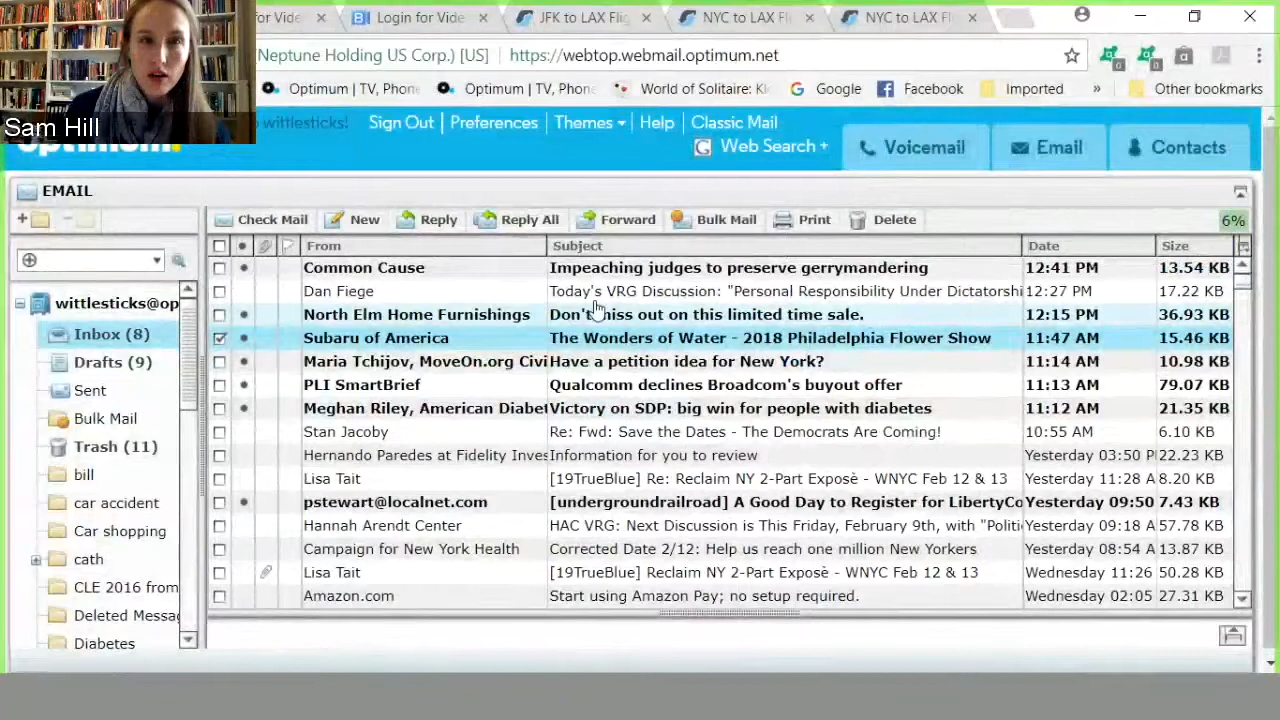 for Vide
Login for Vide
JFK to LAX Flig
NYC to LAX Fl
NYC to LAX Fl
Neptune Holding US Corp.) [US] https://webtop.webmail.optimum.net
Optimum | TV, Phon
Optimum | TV, Phon
World of Solitaire: Kl
Google
Facebook
Imported
»
Other bookmarks
Sam Hill
wittlesticks!
Sign Out
Preferences
Themes
Help
Classic Mail
optimum.
Web Search +
Voicemail
Email
Contacts
EMAIL
Check Mail
New
Reply
Reply All
Forward
Bulk Mail
Print
Delete
6%
From Subject Date Size
Common Cause Impeaching judges to preserve gerrymandering 12:41 PM 13.54 KB
Dan Fiege Today's VRG Discussion: "Personal Responsibility Under Dictatorshi 12:27 PM 17.22 KB
North Elm Home Furnishings Don't miss out on this limited time sale. 12:15 PM 36.93 KB
Subaru of America The Wonders of Water - 2018 Philadelphia Flower Show 11:47 AM 15.46 KB
Maria Tchijov, MoveOn.org Civi Have a petition idea for New York? 11:14 AM 10.98 KB
PLI SmartBrief Qualcomm declines Broadcom's buyout offer 11:13 AM 79.07 KB
Meghan Riley, American Diabet Victory on SDP: big win for people with diabetes 11:12 AM 21.35 KB
Stan Jacoby Re: Fwd: Save the Dates - The Democrats Are Coming! 10:55 AM 6.10 KB
Hernando Paredes at Fidelity Inves Information for you to review Yesterday 03:50 P 22.23 KB
Lisa Tait [19TrueBlue] Re: Reclaim NY 2-Part Exposè - WNYC Feb 12 & 13 Yesterday 11:28 A 8.20 KB
pstewart@localnet.com [undergroundrailroad] A Good Day to Register for LibertyCo Yesterday 09:50 7.43 KB
Hannah Arendt Center HAC VRG: Next Discussion is This Friday, February 9th, with "Politi Yesterday 09:18 A 57.78 KB
Campaign for New York Health Corrected Date 2/12: Help us reach one million New Yorkers Yesterday 08:54 A 13.87 KB
Lisa Tait [19TrueBlue] Reclaim NY 2-Part Exposè - WNYC Feb 12 & 13 Wednesday 11:26 50.28 KB
Amazon.com Start using Amazon Pay; no setup required. Wednesday 02:05 27.31 KB
wittlesticks@op
Inbox (8)
Drafts (9)
Sent
Bulk Mail
Trash (11)
bill
car accident
Car shopping
cath
CLE 2016 from
Deleted Messa
Diabetes